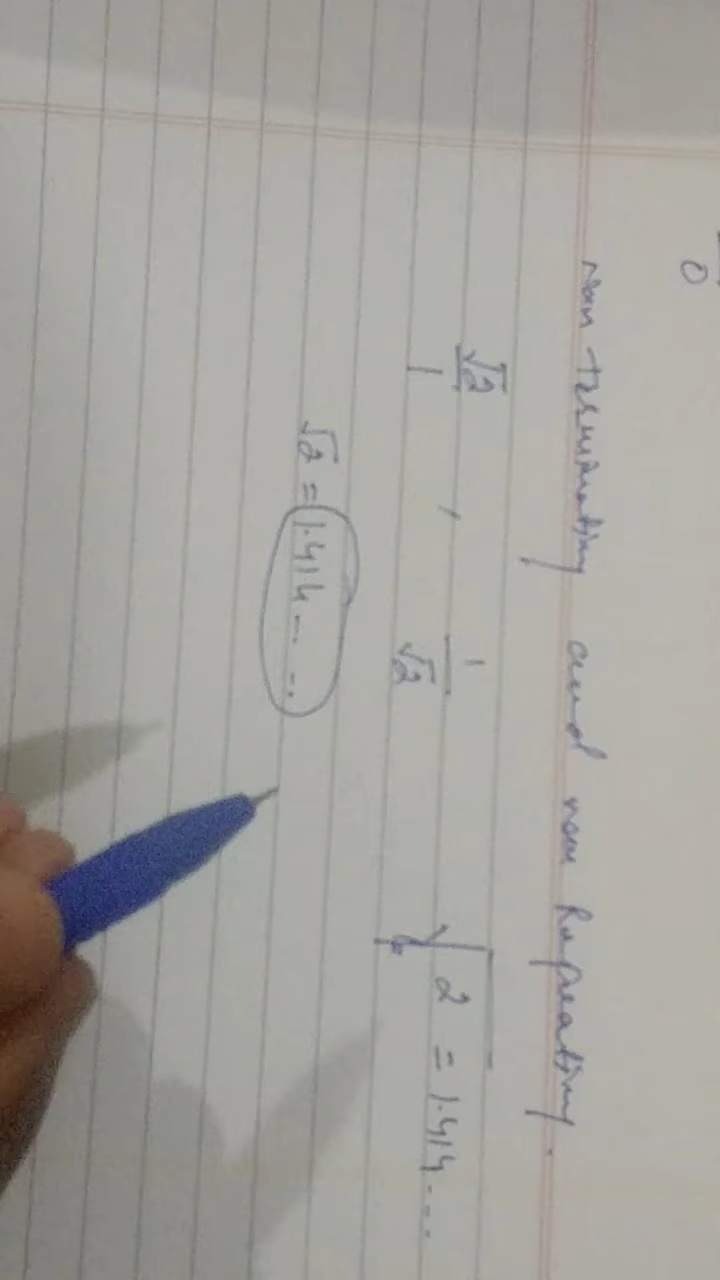 0
Non-terminating and non Repeating.
√2/1 , 1/√2 √2 = 1.414...
√2 = 1.414.....